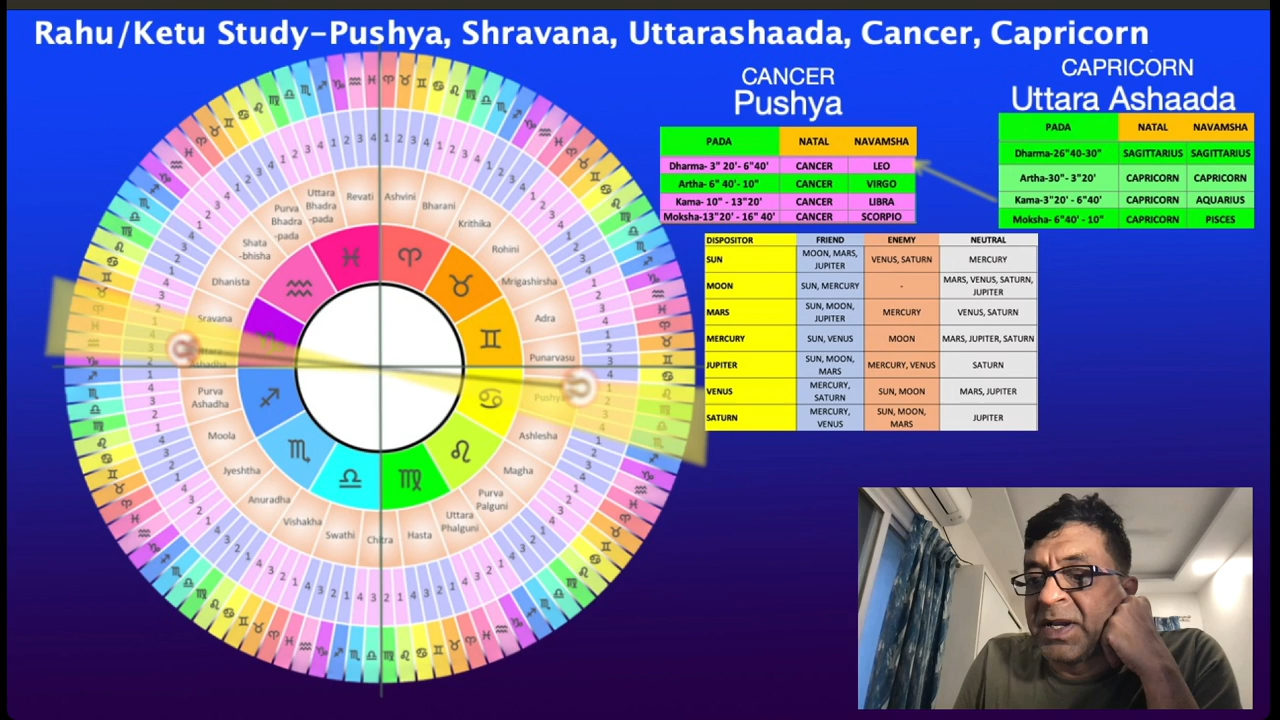 Rahu/Ketu Study-Pushya, Shravana, Uttarashaada, Cancer, Capricorn
CANCER
Pushya
PADA NATAL NAVAMSHA
Dharma- 3" 20'- 6"40' CANCER LEO
Artha- 6" 40'- 10" CANCER VIRGO
Kama- 10" - 13"20' CANCER LIBRA
Moksha-13"20' - 16" 40' CANCER SCORPIO
CAPRICORN
Uttara Ashaada
PADA NATAL NAVAMSHA
Dharma-26"40-30" SAGITTARIUS SAGITTARIUS
Artha-30"- 3"20' CAPRICORN CAPRICORN
Kama-3"20' - 6"40' CAPRICORN AQUARIUS
Moksha- 6"40' - 10" CAPRICORN PISCES
DISPOSITOR FRIEND ENEMY NEUTRAL
SUN MOON, MARS, JUPITER VENUS, SATURN MERCURY
MOON SUN, MERCURY - MARS, VENUS, SATURN, JUPITER
MARS SUN, MOON, JUPITER MERCURY VENUS, SATURN
MERCURY SUN, VENUS MOON MARS, JUPITER, SATURN
JUPITER SUN, MOON, MARS MERCURY, VENUS SATURN
VENUS MERCURY, SATURN SUN, MOON MARS, JUPITER
SATURN MERCURY, VENUS SUN, MOON, MARS JUPITER
Ashvini
Bharani
Krithika
Rohini
Mrigashirsha
Adra
Punarvasu
Pushya
Ashlesha
Magha
Purva
Palguni
Uttara
Phalguni
Hasta
Chitra
Swathi
Vishakha
Anuradha
Jyeshtha
Moola
Purva
Ashadha
Uttara
Ashadha
Sravana
Dhanista
Shata
-bhisha
Purva
Bhadra
-pada
Uttara
Bhadra
-pada
Revati